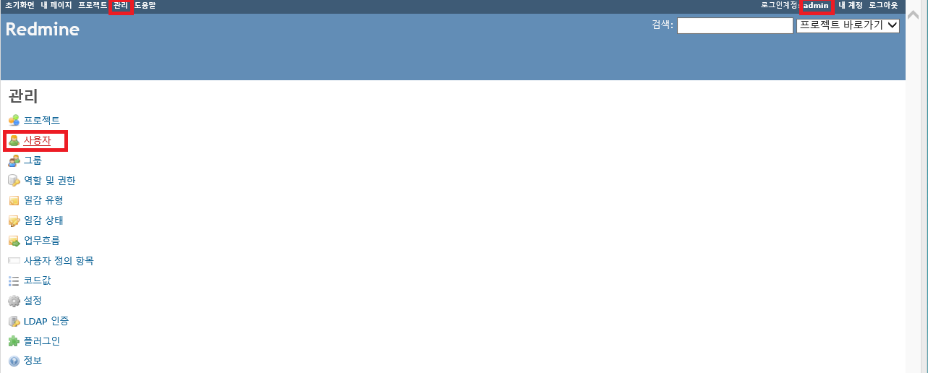 초기화면 내 페이지 프로젝트 관리 도움말 로그인계정: admin 내 계정 로그아웃
Redmine 검색: 프로젝트 바로가기
관리
프로젝트
사용자
그룹
역할 및 권한
일감 유형
일감 상태
업무흐름
사용자 정의 항목
코드값
설정
LDAP 인증
플러그인
정보